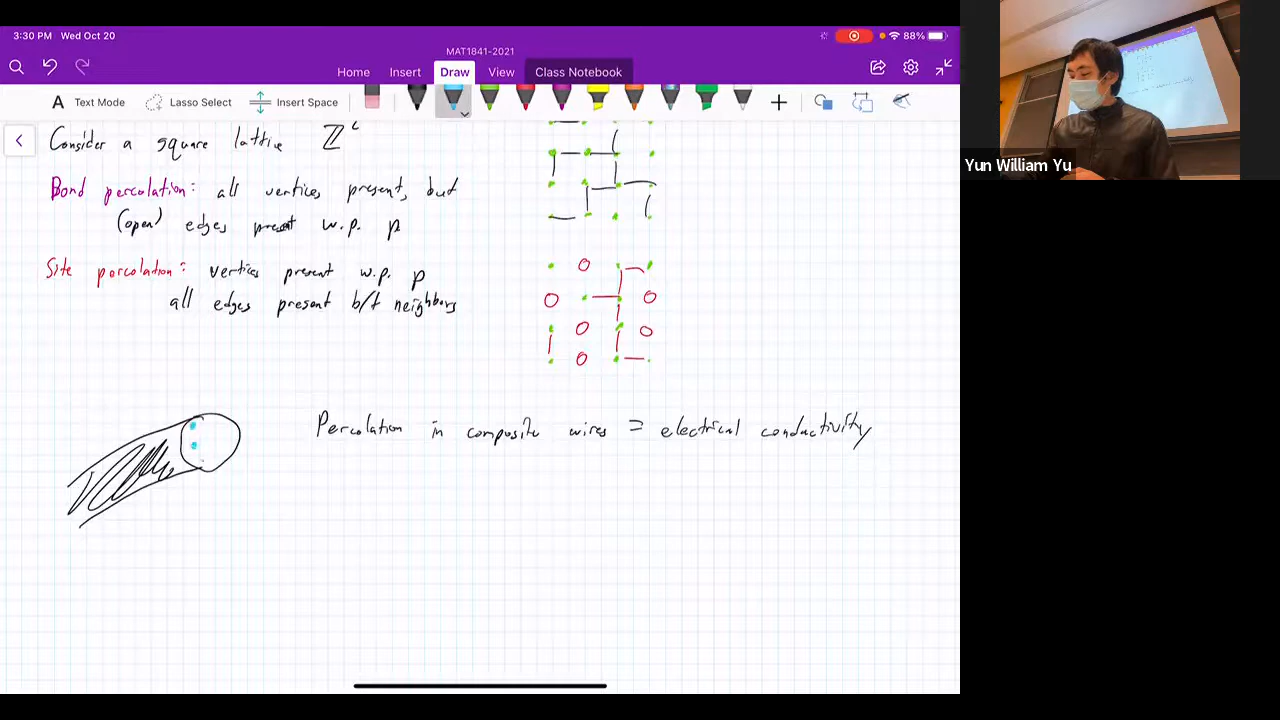 3:30 PM Wed Oct 20
88%
MAT1841-2021
Home Insert Draw View Class Notebook
Text Mode Lasso Select Insert Space
Consider a square lattice
Bond percolation: all vertices present, but
(open) edges present w.p. p
Site percolation: vertices present w.p. p
all edges present b/t neighbors
Percolation in composite wires = electrical conductivity
Yun William Yu